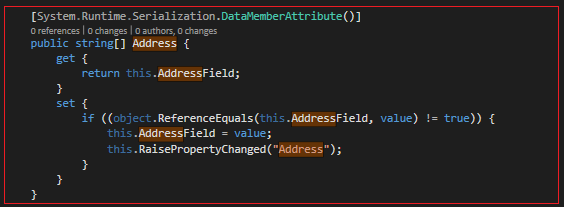 [System.Runtime.Serialization.DataMemberAttribute()]
0 references | 0 changes | 0 authors, 0 changes
public string[] Address {
get {
return this.AddressField;
}
set {
if ((object.ReferenceEquals(this.AddressField, value) != true)) {
this.AddressField = value;
this.RaisePropertyChanged("Address");
}
}
}